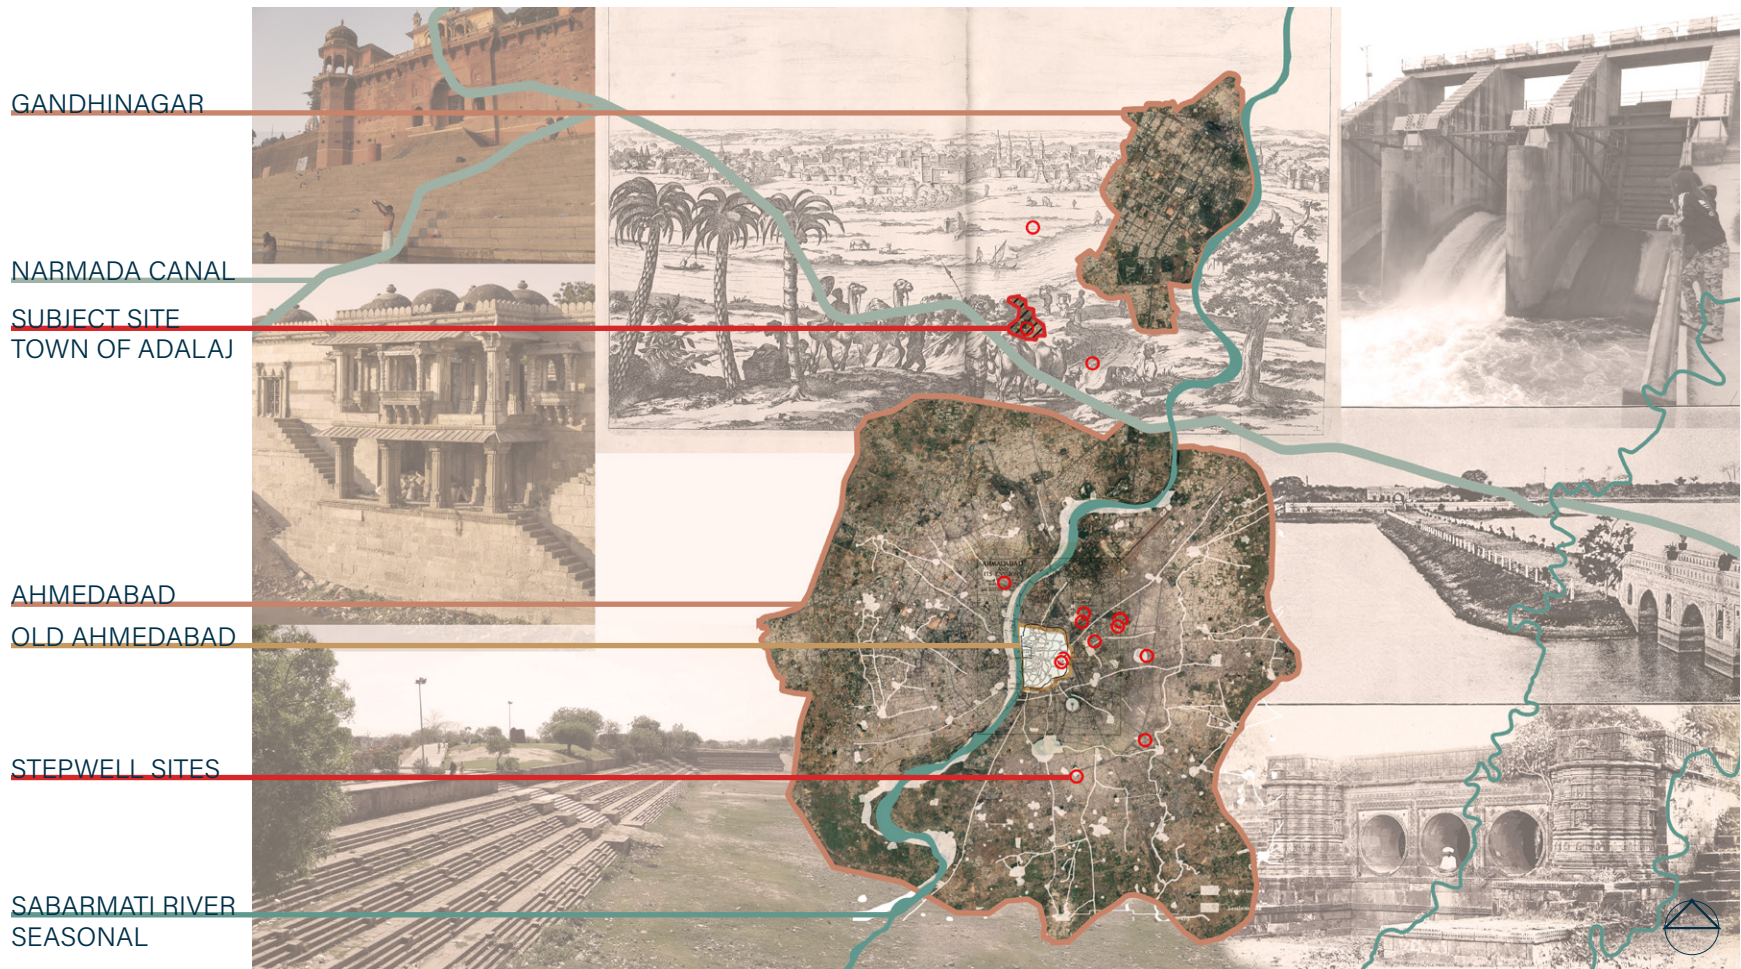 GANDHINAGAR
NARMADA CANAL
SUBJECT SITE
TOWN OF ADALAJ
AHMEDABAD
OLD AHMEDABAD
STEPWELL SITES
SABARMATI RIVER
SEASONAL